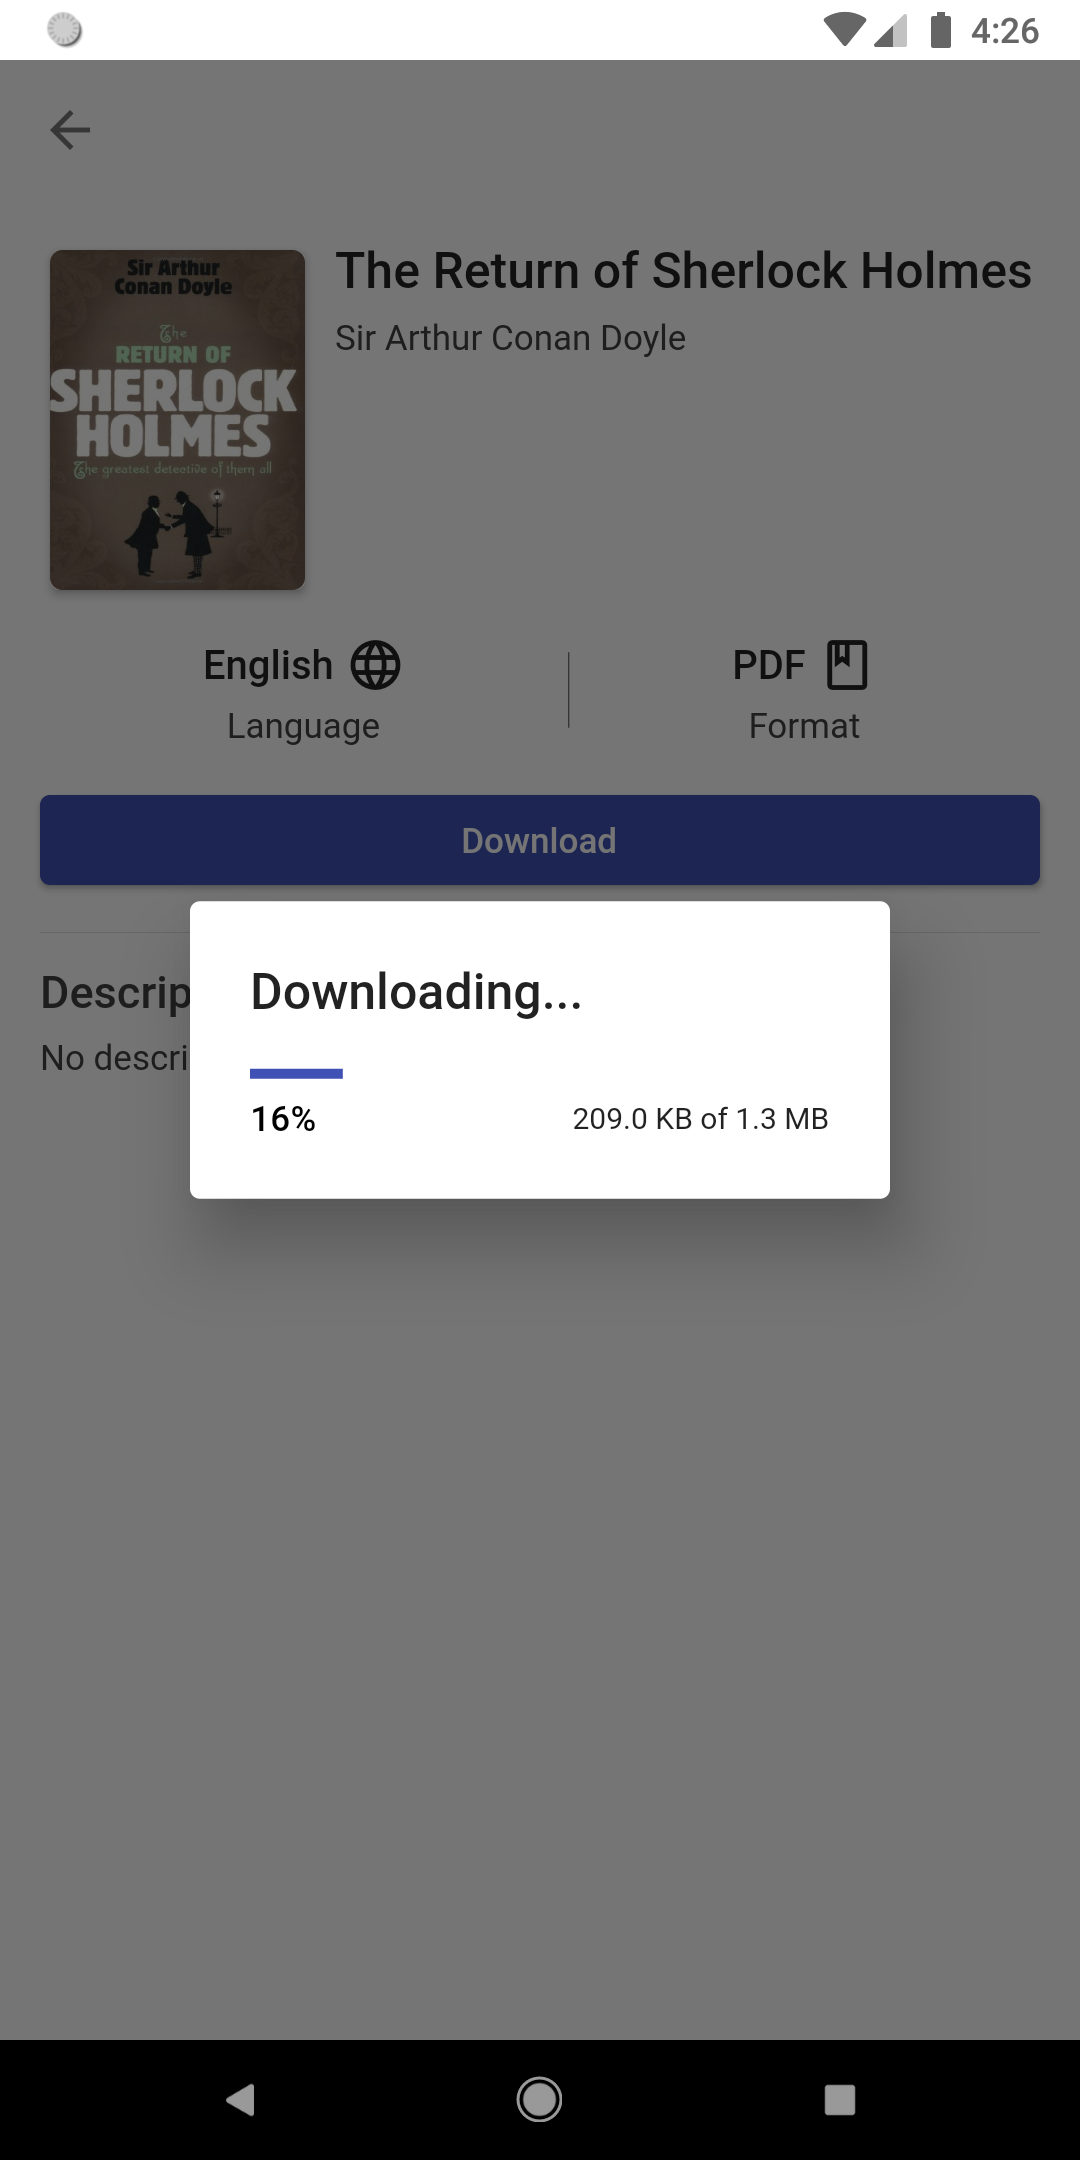 4:26
Sir Arthur
Conan Doyle
The
RETURN OF
SHERLOCK
HOLMES
The greatest detective of them all
The Return of Sherlock Holmes
Sir Arthur Conan Doyle
English
Language
PDF
Format
Download
Descrip
No descri
Downloading...
16%
209.0 KB of 1.3 MB